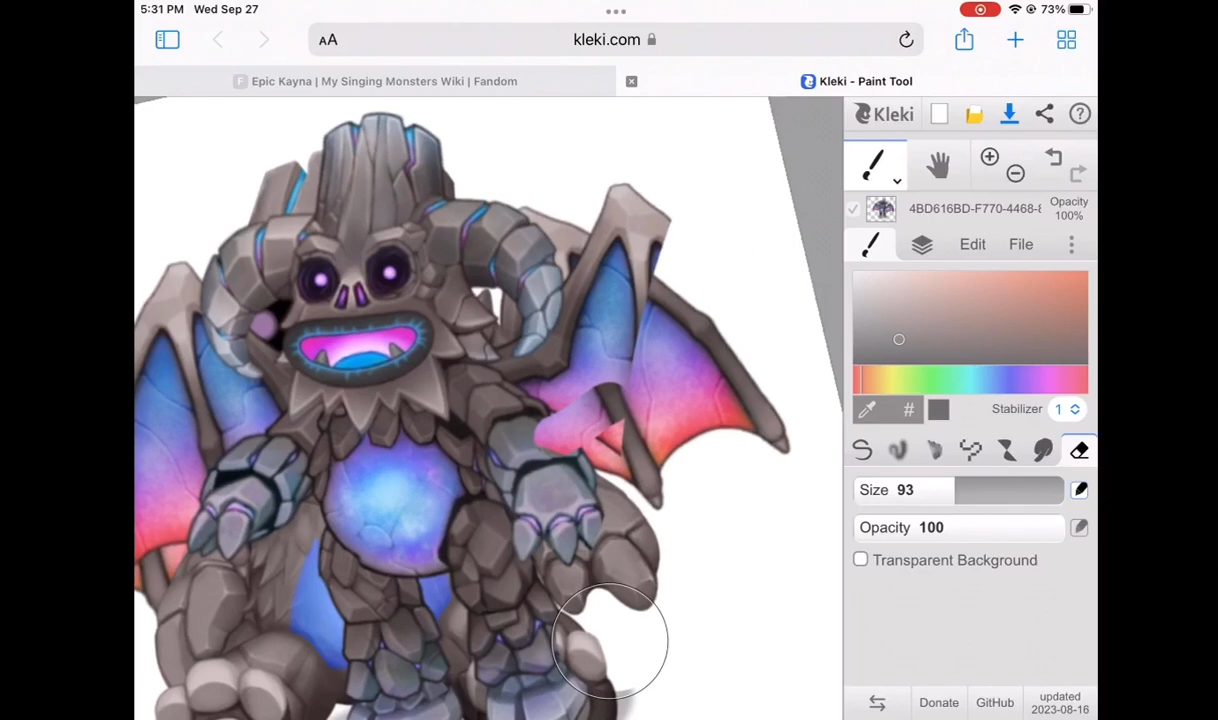 5:31 PM Wed Sep 27
73%
AA
kleki.com
Epic Kayna | My Singing Monsters Wiki | Fandom
Kleki - Paint Tool
Kleki
4BD616BD-F770-4468-8
Opacity
100%
Edit
File
#
Stabilizer 1
Size 93
Opacity 100
Transparent Background
Donate
GitHub
updated
2023-08-16